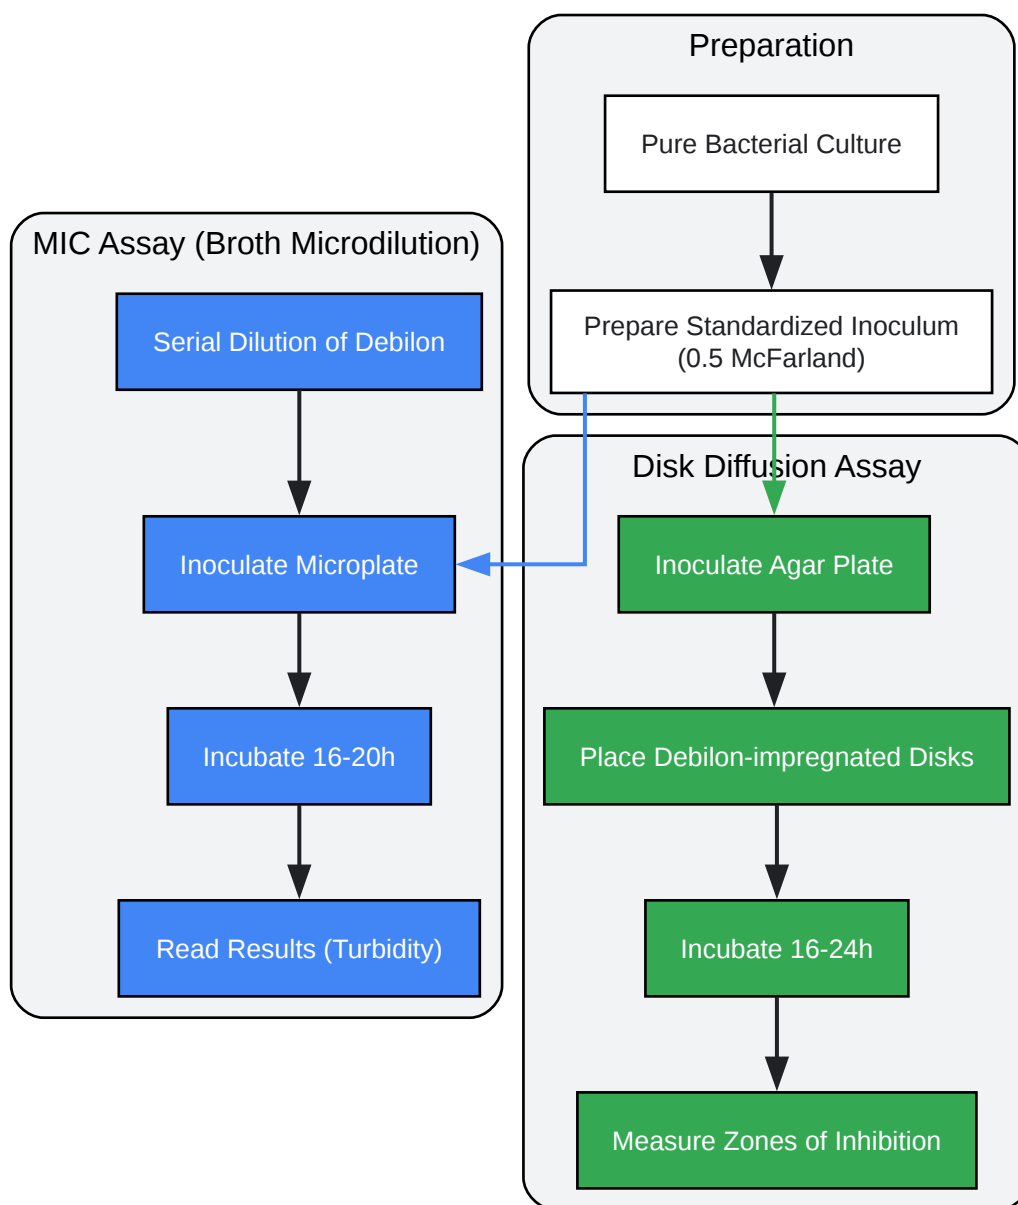 Preparation
Pure Bacterial Culture
Prepare Standardized Inoculum
(0.5 McFarland)
MIC Assay (Broth Microdilution)
Serial Dilution of Debilon
Inoculate Microplate
Incubate 16-20h
Read Results (Turbidity)
Disk Diffusion Assay
Inoculate Agar Plate
Place Debilon-impregnated Disks
Incubate 16-24h
Measure Zones of Inhibition